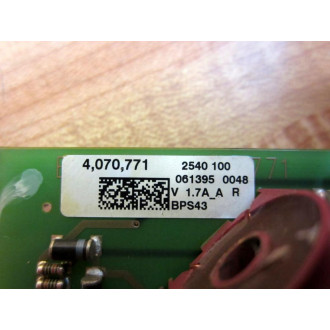 4,070,771 2540 100
061395 0048
V 1.7A_A R
BPS43